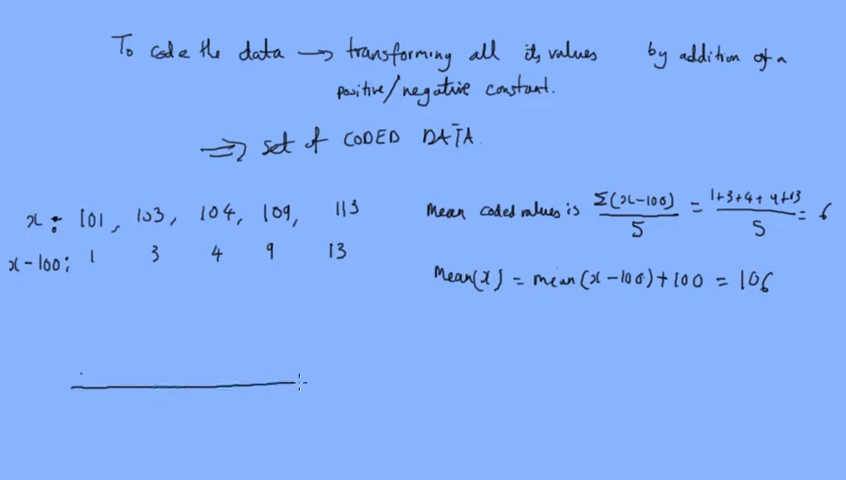 To code the data → transforming all its values by addition of a
positive/negative constant.
⇒ set of CODED DATA.
x: 101, 103, 104, 109, 113
x-100: 1 3 4 9 13
Mean coded values is Σ(x-100)/5 = 1+3+4+9+13/5 = 6
Mean(x) = mean(x-100)+100 = 106